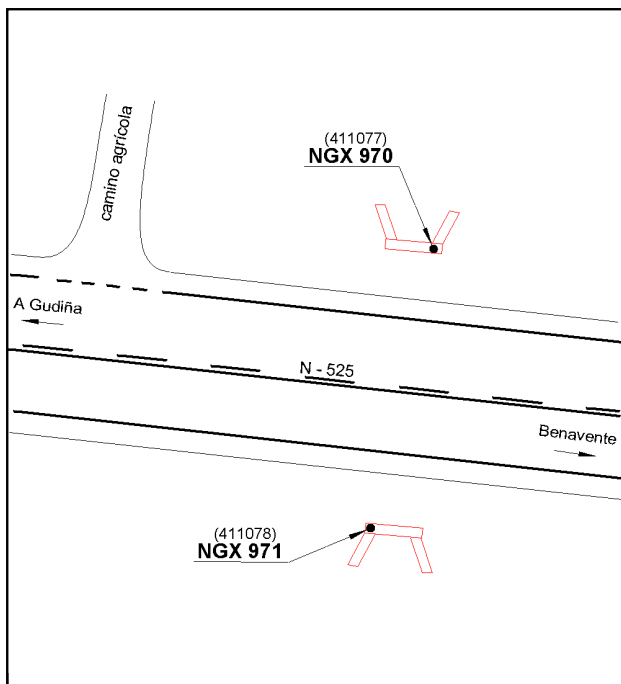 camino agrícola
(411077)
NGX 970
A Gudiña
N - 525
Benavente
(411078)
NGX 971